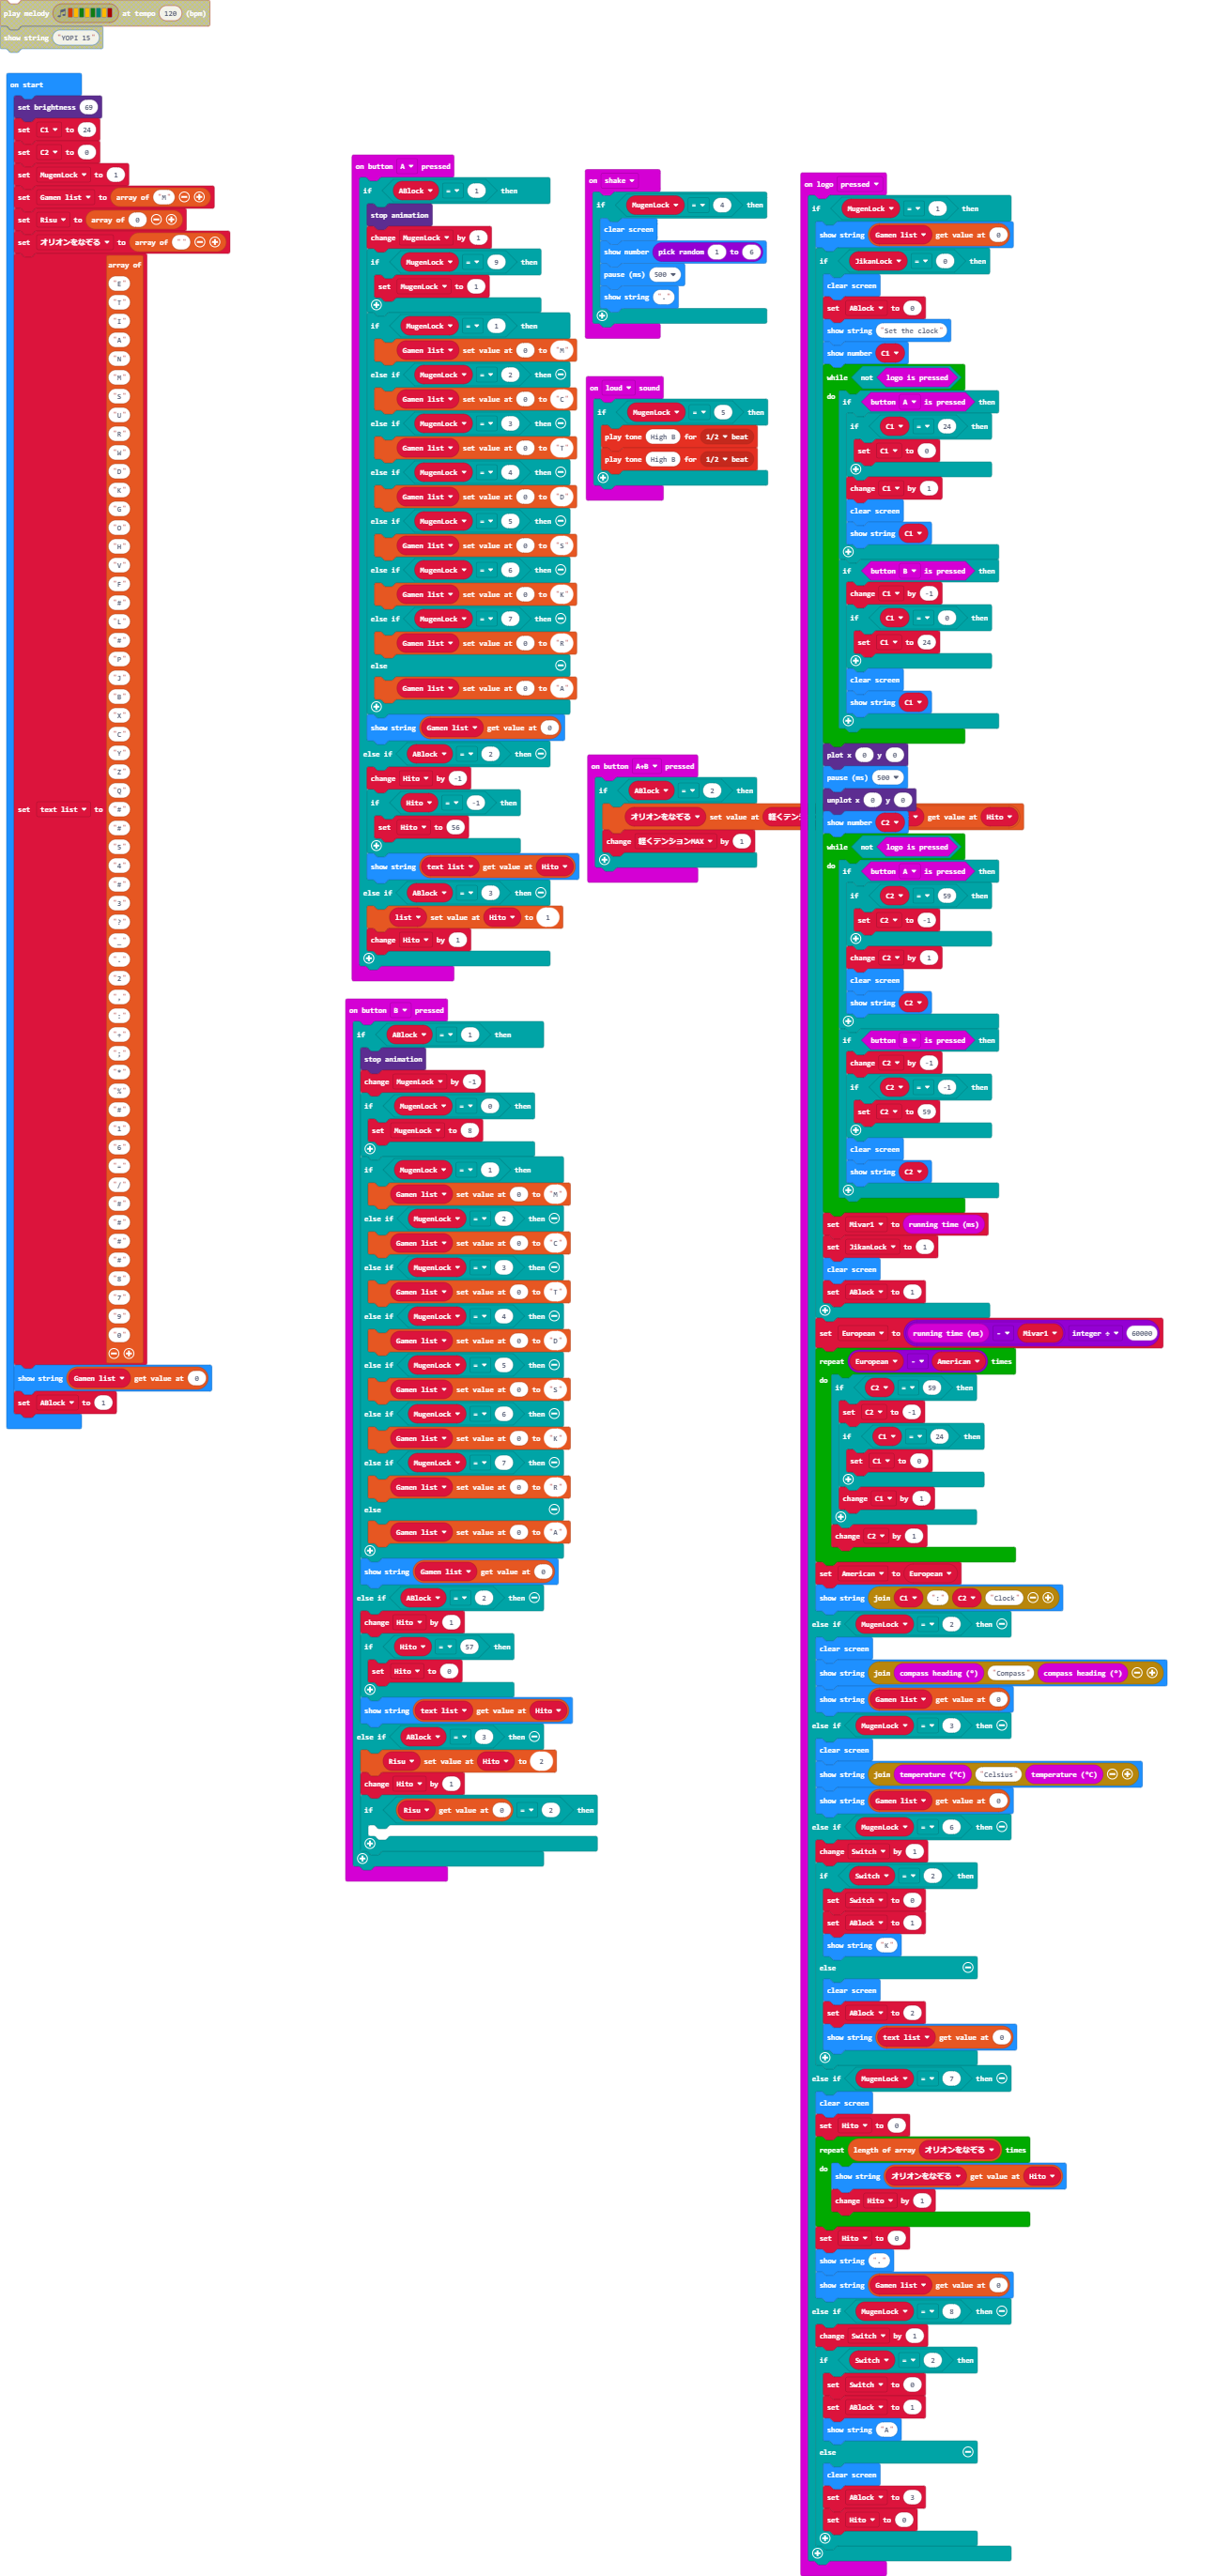 play melody at tempo 120 (bpm)
show string "YOPI 15"
on start
set brightness 69
set C1 to 24
set C2 to 0
set MugenLock to 1
set Gamen list to array of "M"
set Risu to array of 0
set オリオンをなぞる to array of ""
set text list to array of
"E"
"T"
"I"
"A"
"N"
"M"
"S"
"U"
"R"
"W"
"D"
"K"
"G"
"O"
"H"
"V"
"F"
"#"
"L"
"#"
"P"
"J"
"B"
"X"
"C"
"Y"
"Z"
"Q"
"#"
"#"
"5"
"4"
"#"
"3"
"?"
"_"
"2"
":"
"+"
";"
"*"
"%"
"#"
"1"
"6"
"="
"/"
"#"
"#"
"#"
"#"
"8"
"7"
"9"
"0"
show string Gamen list get value at 0
set ABlock to 1
on button A pressed
if ABlock = 1 then
stop animation
change MugenLock by 1
if MugenLock = 9 then
set MugenLock to 1
if MugenLock = 1 then
Gamen list set value at 0 to "M"
else if MugenLock = 2 then
Gamen list set value at 0 to "C"
else if MugenLock = 3 then
Gamen list set value at 0 to "T"
else if MugenLock = 4 then
Gamen list set value at 0 to "D"
else if MugenLock = 5 then
Gamen list set value at 0 to "S"
else if MugenLock = 6 then
Gamen list set value at 0 to "K"
else if MugenLock = 7 then
Gamen list set value at 0 to "R"
else
Gamen list set value at 0 to "A"
show string Gamen list get value at 0
else if ABlock = 2 then
change Hito by -1
if Hito = -1 then
set Hito to 56
show string text list get value at Hito
else if ABlock = 3 then
list set value at Hito to 1
change Hito by 1
on button B pressed
if ABlock = 1 then
stop animation
change MugenLock by -1
if MugenLock = 0 then
set MugenLock to 8
if MugenLock = 1 then
Gamen list set value at 0 to "M"
else if MugenLock = 2 then
Gamen list set value at 0 to "C"
else if MugenLock = 3 then
Gamen list set value at 0 to "T"
else if MugenLock = 4 then
Gamen list set value at 0 to "D"
else if MugenLock = 5 then
Gamen list set value at 0 to "S"
else if MugenLock = 6 then
Gamen list set value at 0 to "K"
else if MugenLock = 7 then
Gamen list set value at 0 to "R"
else
Gamen list set value at 0 to "A"
show string Gamen list get value at 0
else if ABlock = 2 then
change Hito by 1
if Hito = 57 then
set Hito to 0
show string text list get value at Hito
else if ABlock = 3 then
Risu set value at Hito to 2
change Hito by 1
if Risu get value at 0 = 2 then
on shake
if MugenLock = 4 then
clear screen
show number pick random 1 to 6
pause (ms) 500
show string "."
on loud sound
if MugenLock = 5 then
play tone High B for 1/2 beat
play tone High B for 1/2 beat
on button A+B pressed
if ABlock = 2 then
オリオンをなぞる set value at 軽くテン get value at Hito
change 軽くテンションMAX by 1
on logo pressed
if MugenLock = 1 then
show string Gamen list get value at 0
if JikanLock = 0 then
clear screen
set ABlock to 0
show string "Set the clock"
show number C1
while not logo is pressed
do if button A is pressed then
if C1 = 24 then
set C1 to 0
change C1 by 1
clear screen
show string C1
if button B is pressed then
change C1 by -1
if C1 = 0 then
set C1 to 24
clear screen
show string C1
plot x 0 y 0
pause (ms) 500
unplot x 0 y 0
show number C2
while not logo is pressed
do if button A is pressed then
if C2 = 59 then
set C2 to -1
change C2 by 1
clear screen
show string C2
if button B is pressed then
change C2 by -1
if C2 = -1 then
set C2 to 59
clear screen
show string C2
set Mivar1 to running time (ms)
set JikanLock to 1
clear screen
set ABlock to 1
set European to running time (ms) - Mivar1 integer ÷ 60000
repeat European - American times
do if C2 = 59 then
set C2 to -1
if C1 = 24 then
set C1 to 0
change C1 by 1
change C2 by 1
set American to European
show string join C1 ":" C2 "Clock"
else if MugenLock = 2 then
clear screen
show string join compass heading (°) "Compass" compass heading (°)
show string Gamen list get value at 0
else if MugenLock = 3 then
clear screen
show string join temperature (°C) "Celsius" temperature (°C)
show string Gamen list get value at 0
else if MugenLock = 6 then
change Switch by 1
if Switch = 2 then
set Switch to 0
set ABlock to 1
show string "K"
else
clear screen
set ABlock to 2
show string text list get value at 0
else if MugenLock = 7 then
clear screen
set Hito to 0
repeat length of array オリオンをなぞる times
do show string オリオンをなぞる get value at Hito
change Hito by 1
set Hito to 0
show string "."
show string Gamen list get value at 0
else if MugenLock = 8 then
change Switch by 1
if Switch = 2 then
set Switch to 0
set ABlock to 1
show string "A"
else
clear screen
set ABlock to 3
set Hito to 0